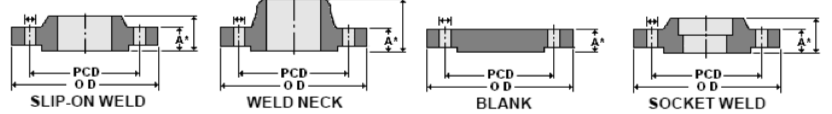 A* A* A* A*
PCD PCD PCD PCD
O D O D O D O D
SLIP-ON WELD WELD NECK BLANK SOCKET WELD